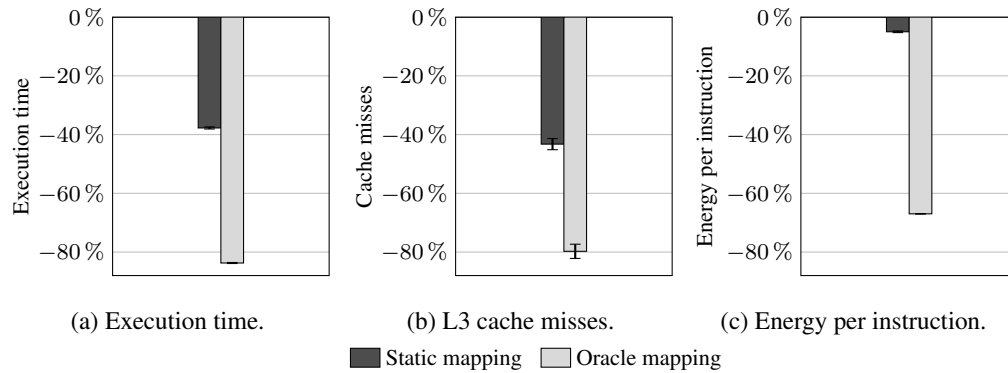 0 %
−20 %
−40 %
−60 %
−80 %
Execution time
(a) Execution time.
0 %
−20 %
−40 %
−60 %
−80 %
Cache misses
(b) L3 cache misses.
0 %
−20 %
−40 %
−60 %
−80 %
Energy per instruction
(c) Energy per instruction.
Static mapping
Oracle mapping